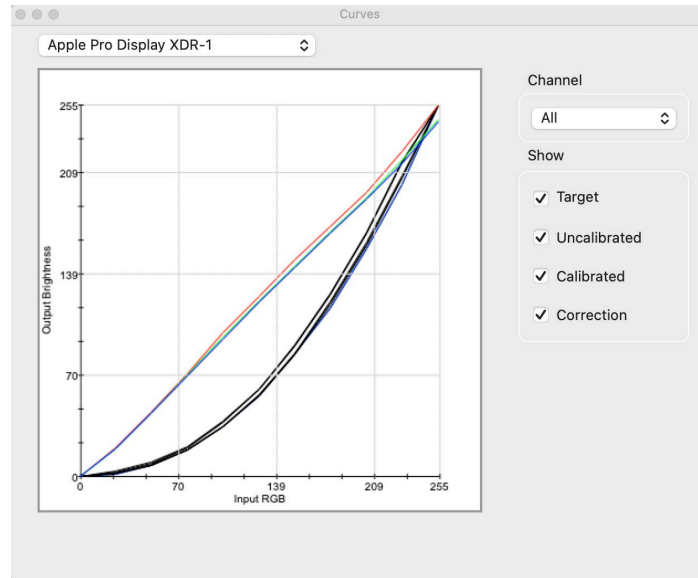 Curves
Apple Pro Display XDR-1
Channel
All
Show
Target
Uncalibrated
Calibrated
Correction
255
209
139
70
0
Output Brightness
0 70 139 209 255
Input RGB